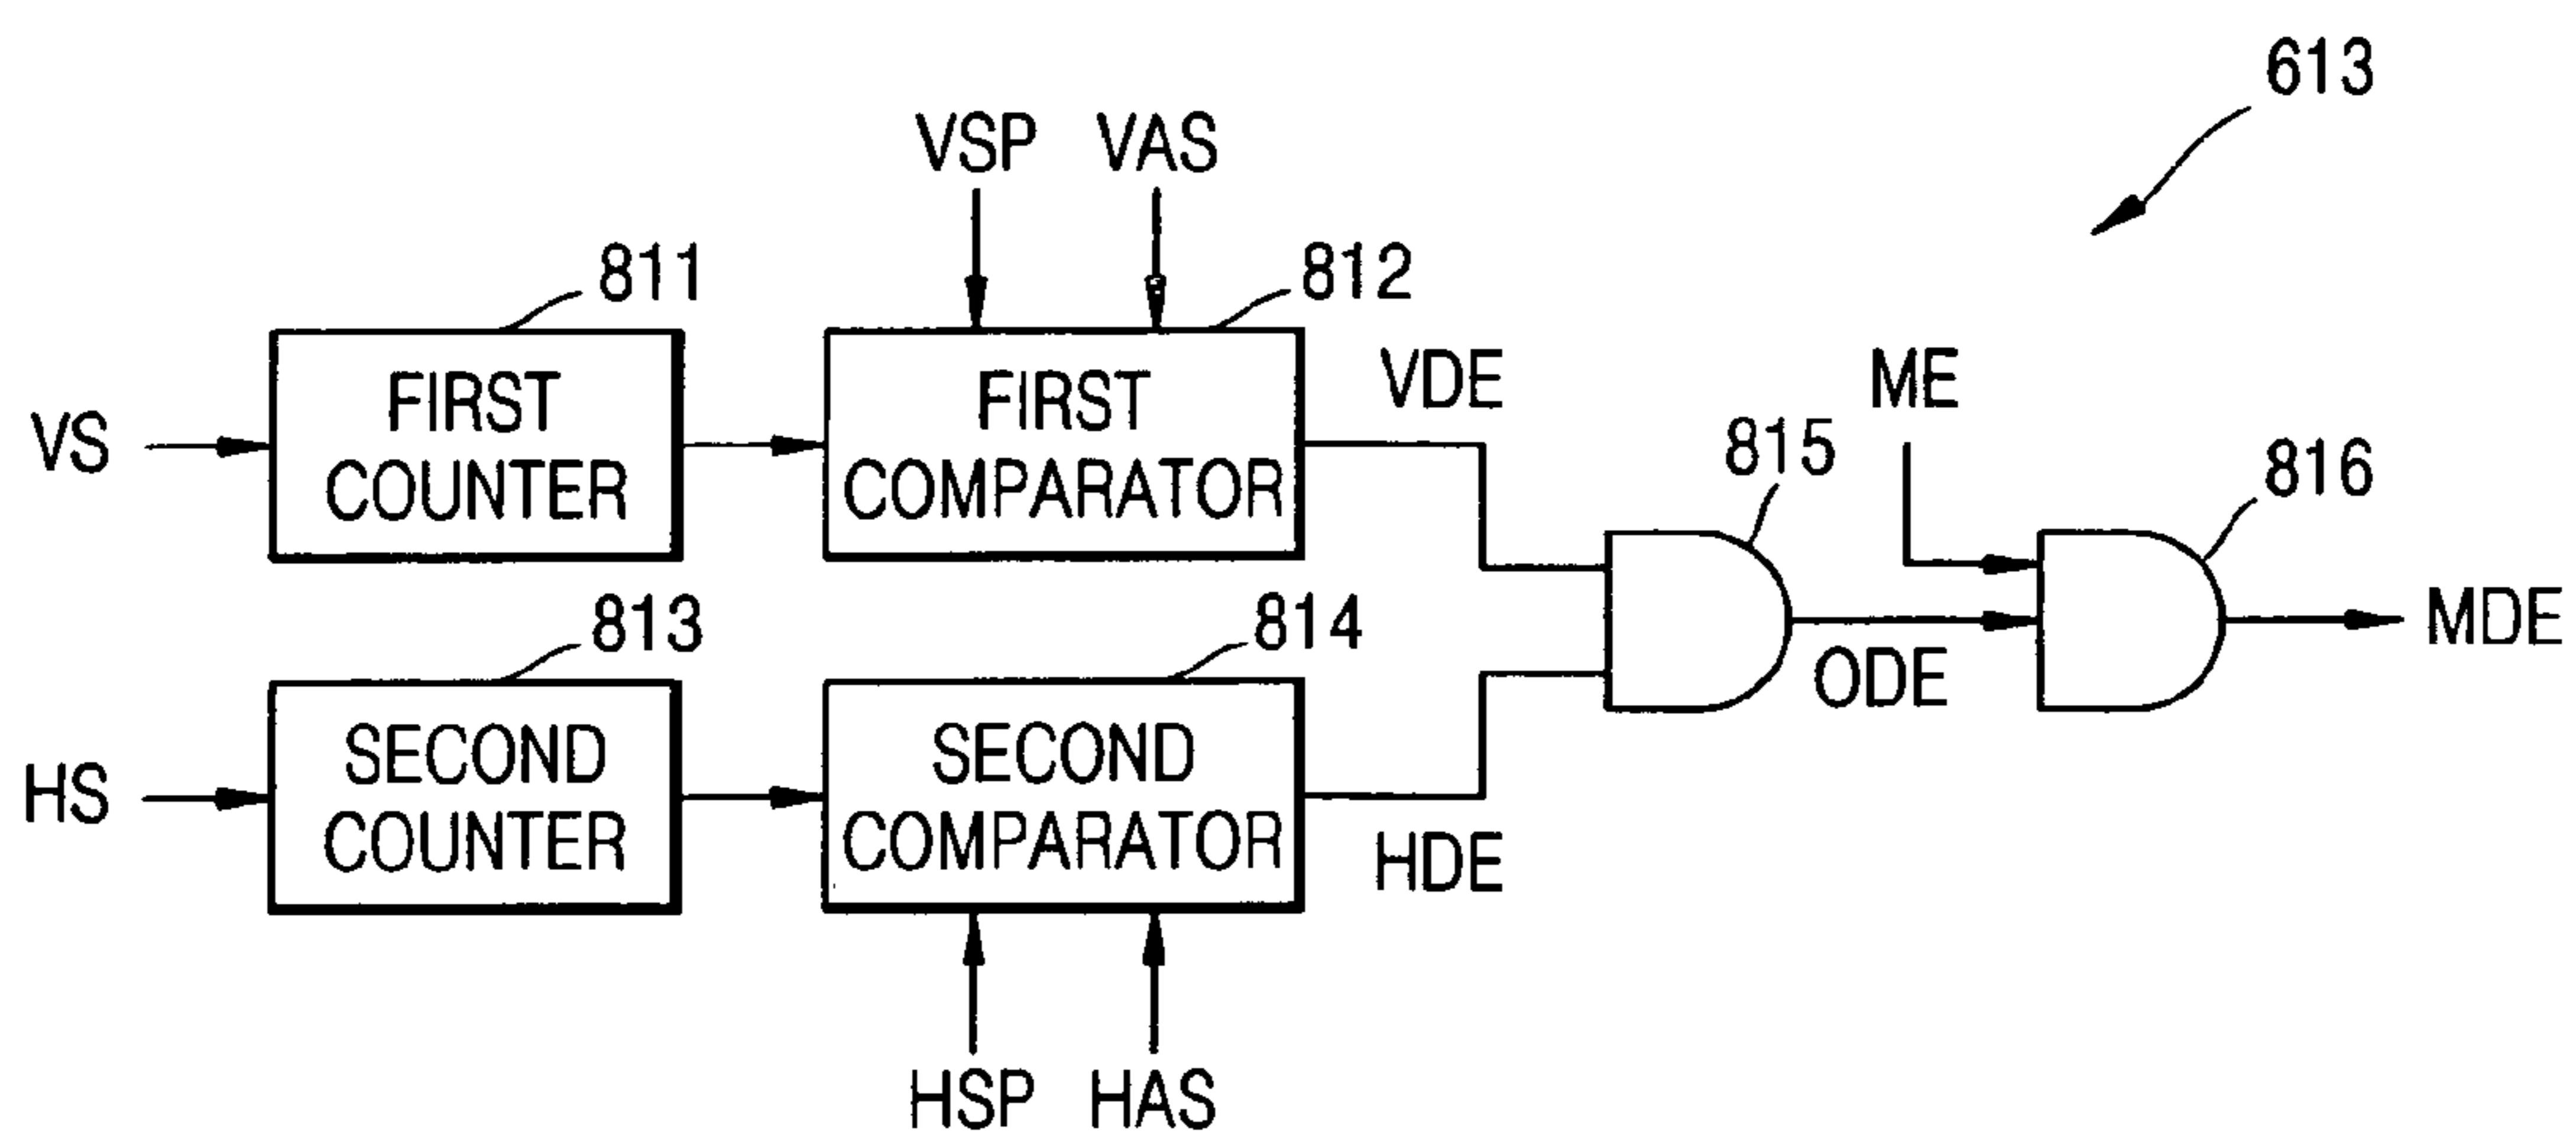 613
VSP VAS
811
812
VS
FIRST
COUNTER
FIRST
COMPARATOR
VDE
ME
815
816
813
814
ODE
MDE
HS
SECOND
COUNTER
SECOND
COMPARATOR
HDE
HSP HAS